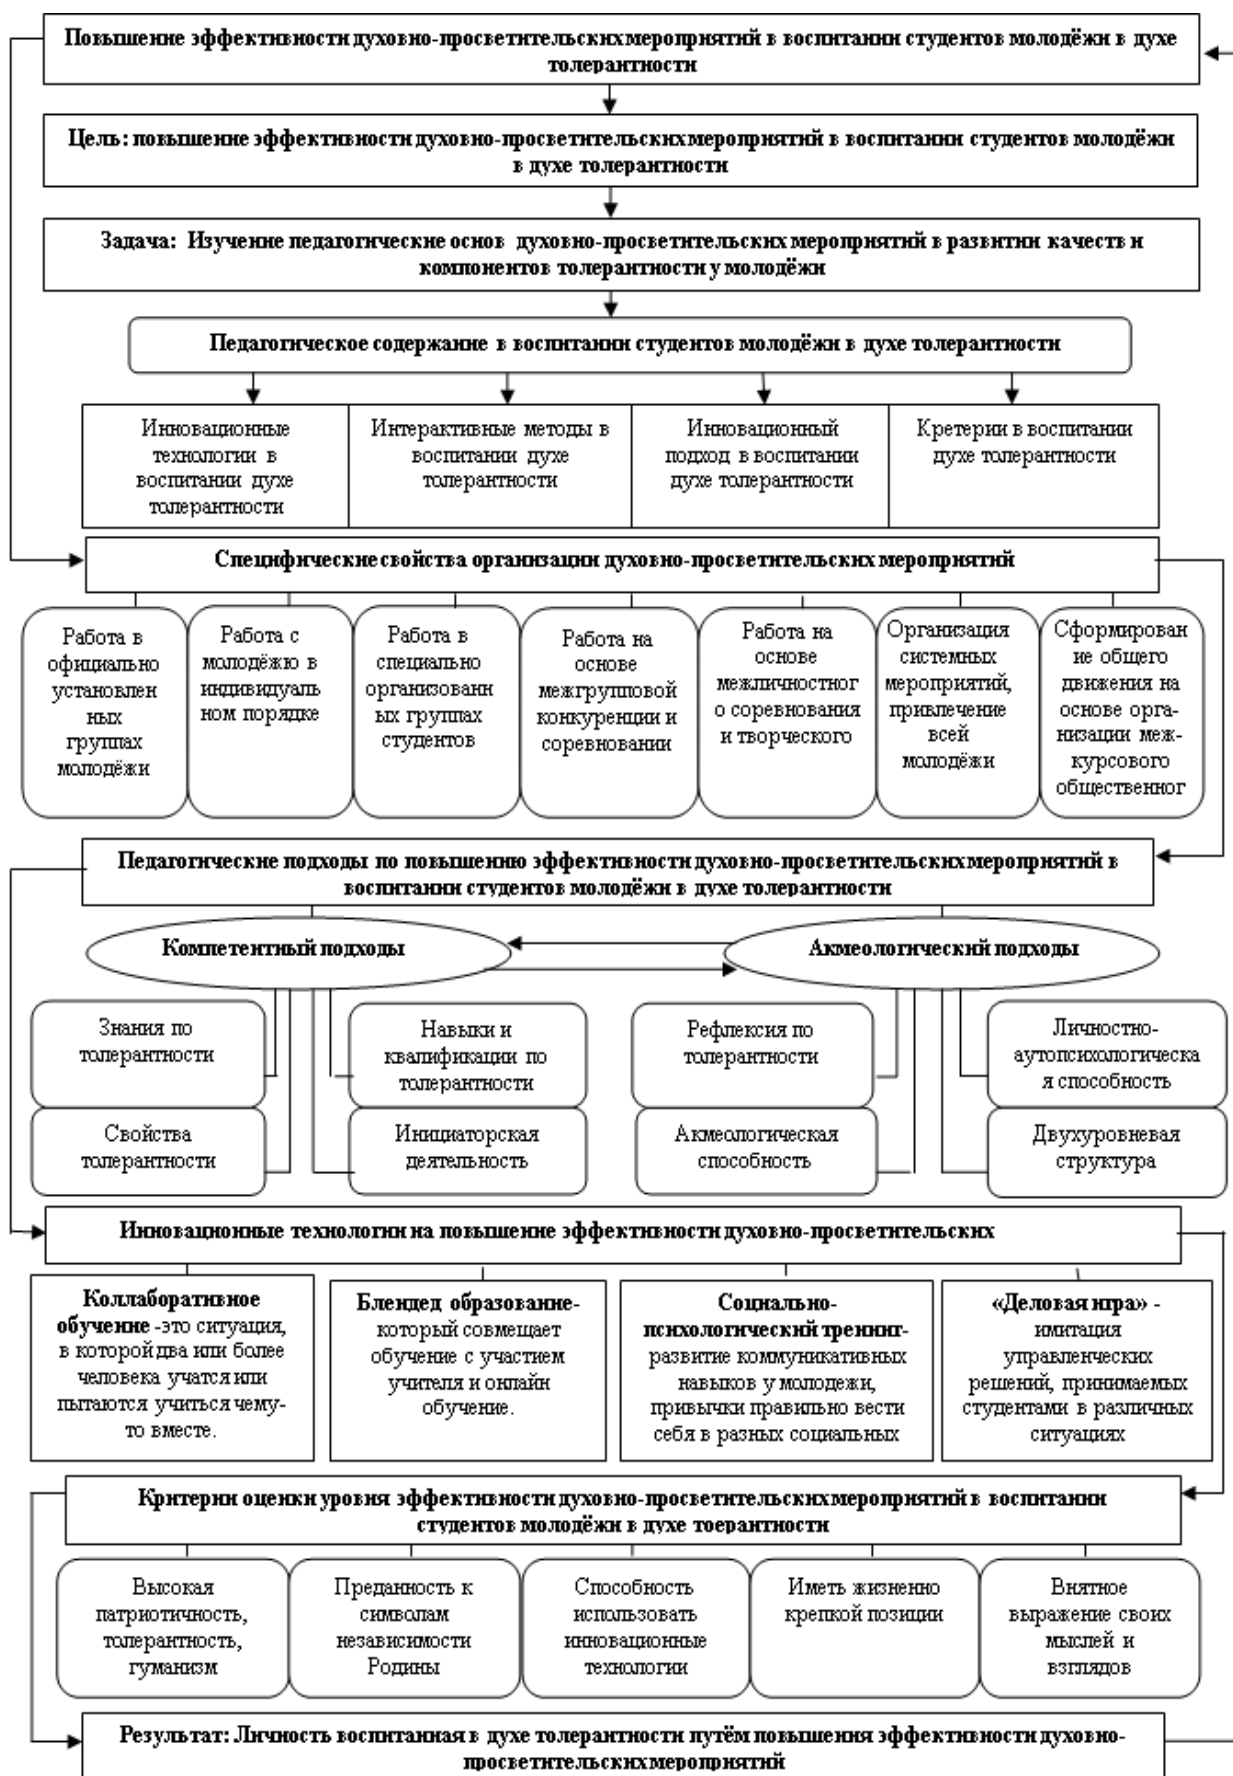 Повышение эффективности духовно-просветительских мероприятий в воспитании студентов молодёжи в духе
толерантности
Цель: повышение эффективности духовно-просветительских мероприятий в воспитании студентов молодёжи
в духе толерантности
Задача: Изучение педагогические основ духовно-просветительских мероприятий в развитии качеств и
компонентов толерантности у молодёжи
Педагогическое содержание в воспитании студентов молодёжи в духе толерантности
Инновационные
технологии в
воспитании духе
толерантности
Интерактивные методы в
воспитании духе
толерантности
Инновационный
подход в воспитании
духе толерантности
Кретерии в воспитании
духе толерантности
Специфические свойства организации духовно-просветительских мероприятий
Работа в
официально
установлен
ных
группах
молодёжи
Работа с
молодёжю в
индивидуаль
ном порядке
Работа в
специально
организованн
ых группах
студентов
Работа на
основе
межгрупповой
конкуренции и
соревновании
Работа на
основе
межличностног
о соревнования
и творческого
Организация
системных
мероприятий,
привлечение
всей
молодёжи
Сформирован
ие общего
движения на
основе орга-
низации меж-
курсового
общественног
Педагогические подходы по повышению эффективности духовно-просветительских мероприятий в
воспитании студентов молодёжи в духе толерантности
Компетентный подходы
Акмеологический подходы
Знания по
толерантности
Навыки и
квалификации по
толерантности
Рефлексия по
толерантности
Личностно-
аутопсихологическа
я способность
Свойства
толерантности
Инициаторская
деятельность
Акмеологическая
способность
Двухуровневая
структура
Инновационные технологии на повышение эффективности духовно-просветительских
Коллаборативное
обучение -это ситуация,
в которой два или более
человека учатся или
пытаются учиться чему-
то вместе.
Блендед образование-
который совмещает
обучение с участием
учителя и онлайн
обучение.
Социально-
психологический тренинг-
развитие коммуникативных
навыков у молодежи,
привычки правильно вести
себя в разных социальных
«Деловая игра» -
имитация
управленческих
решений, принимаемых
студентами в различных
ситуациях
Критерии оценки уровня эффективности духовно-просветительских мероприятий в воспитании
студентов молодёжи в духе тоерантности
Высокая
патриотичность,
толерантность,
гуманизм
Преданность к
символам
независимости
Родины
Способность
использовать
инновационные
технологии
Иметь жизненно
крепкой позиции
Внятное
выражение своих
мыслей и
взглядов
Результат: Личность воспитанная в духе толерантности путём повышения эффективности духовно-
просветительских мероприятий